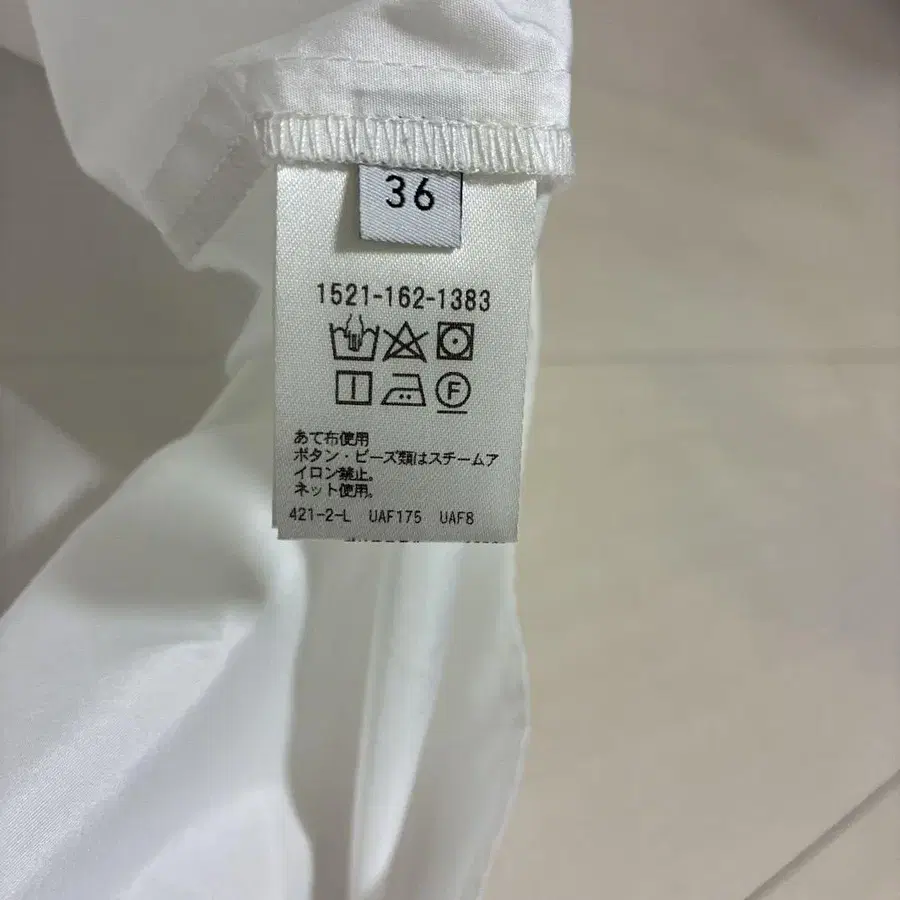 36
1521-162-1383
F
あて布使用
ボタン・ビーズ類はスチームア
イロン禁止。
ネット使用。
421-2-L UAF175 UAF8